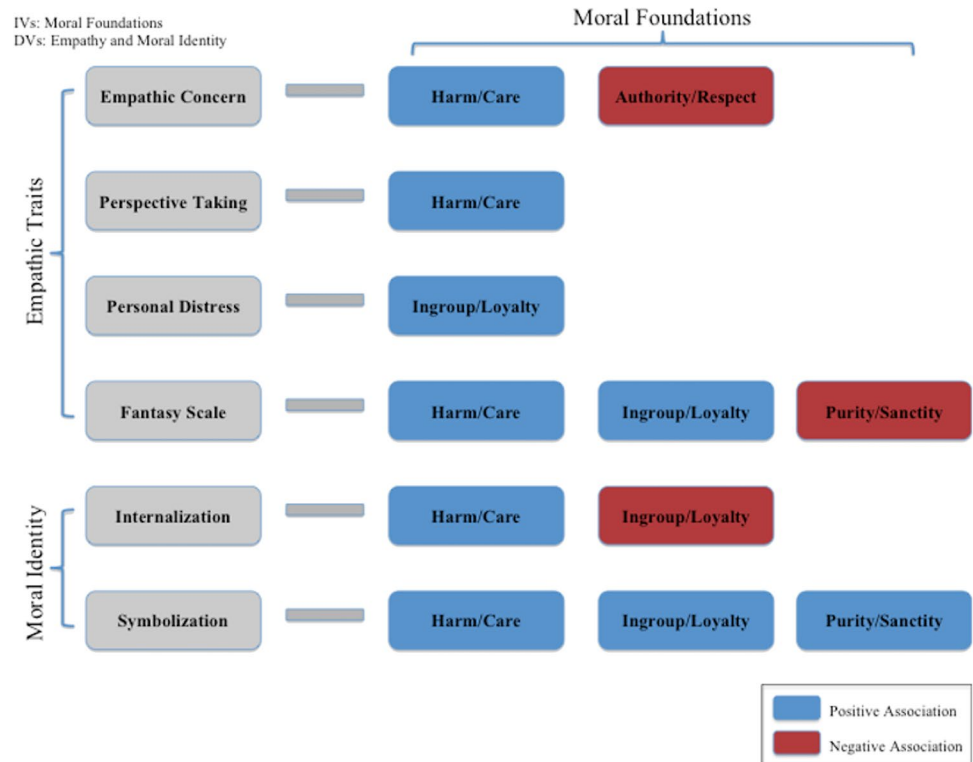 IVs: Moral Foundations
DVs: Empathy and Moral Identity
Moral Foundations
Empathic Traits
Empathic Concern
Harm/Care
Authority/Respect
Perspective Taking
Harm/Care
Personal Distress
Ingroup/Loyalty
Fantasy Scale
Harm/Care
Ingroup/Loyalty
Purity/Sanctity
Moral Identity
Internalization
Harm/Care
Ingroup/Loyalty
Symbolization
Harm/Care
Ingroup/Loyalty
Purity/Sanctity
Positive Association
Negative Association